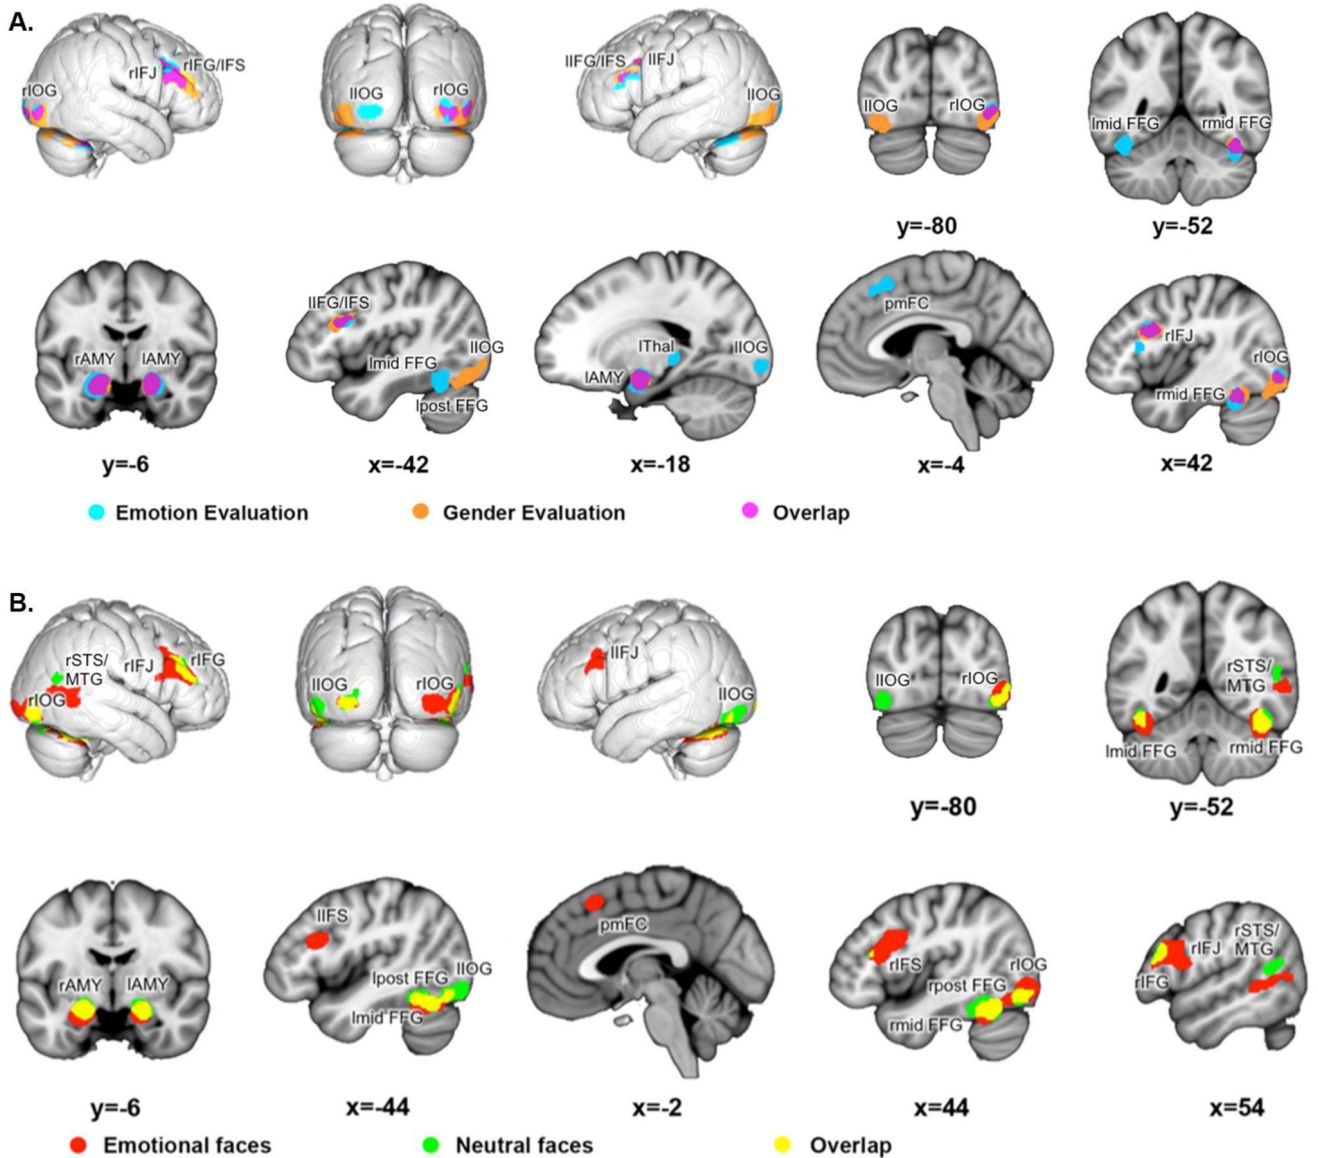 A.
rIOG
rIFJ
rIFG/IFS
lIOG
rIOG
lIFG/IFS
lIFJ
lIOG
lIOG
rIOG
lmid FFG
rmid FFG
y=-80
y=-52
rAMY
lAMY
lIFG/IFS
lmid FFG
lIOG
lpost FFG
lThal
lIOG
lAMY
pmFC
rIFJ
rIOG
rmid FFG
y=-6
x=-42
x=-18
x=-4
x=42
Emotion Evaluation
Gender Evaluation
Overlap
B.
rSTS/
MTG
rIFJ
rIFG
rIOG
lIOG
rIOG
lIFJ
lIOG
lIOG
rIOG
rSTS/
MTG
lmid FFG
rmid FFG
y=-80
y=-52
rAMY
lAMY
lIFS
lpost FFG
lIOG
lmid FFG
pmFC
rIFS
rpost FFG
rIOG
rmid FFG
rSTS/
MTG
rIFJ
rIFG
y=-6
x=-44
x=-2
x=44
x=54
Emotional faces
Neutral faces
Overlap